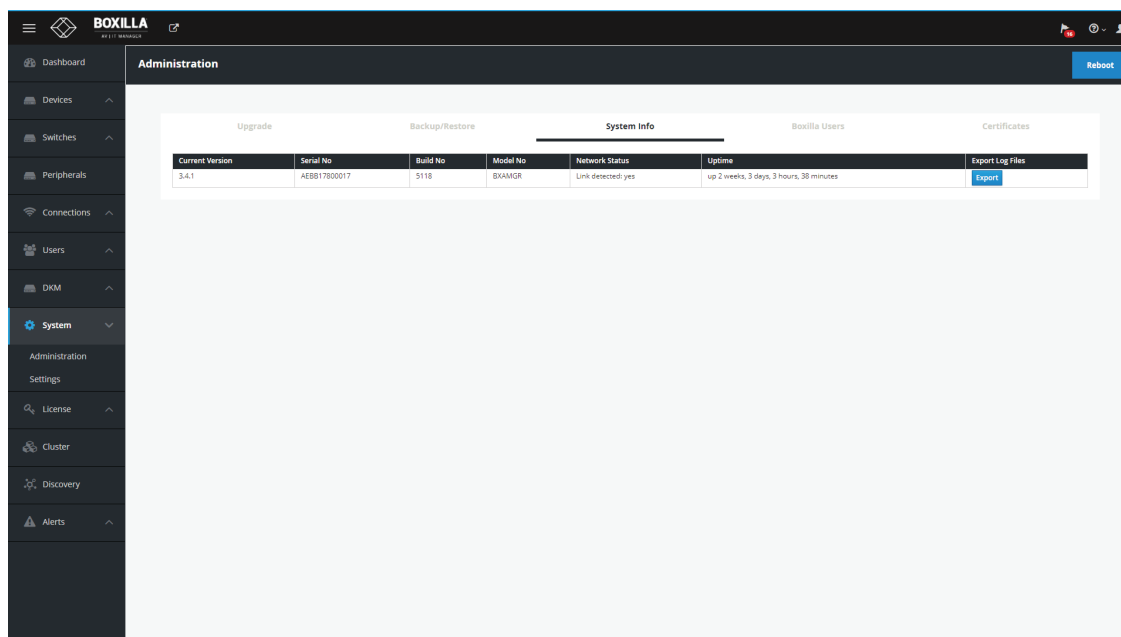 BOXILLA
AV | IT MANAGER
16
Dashboard
Administration
Reboot
Devices
Upgrade Backup/Restore System Info Boxilla Users Certificates
Switches
Current Version Serial No Build No Model No Network Status Uptime Export Log Files
3.4.1 AEBB17800017 5118 BXAMGR Link detected: yes up 2 weeks, 3 days, 3 hours, 38 minutes Export
Peripherals
Connections
Users
DKM
System
Administration
Settings
License
Cluster
Discovery
Alerts